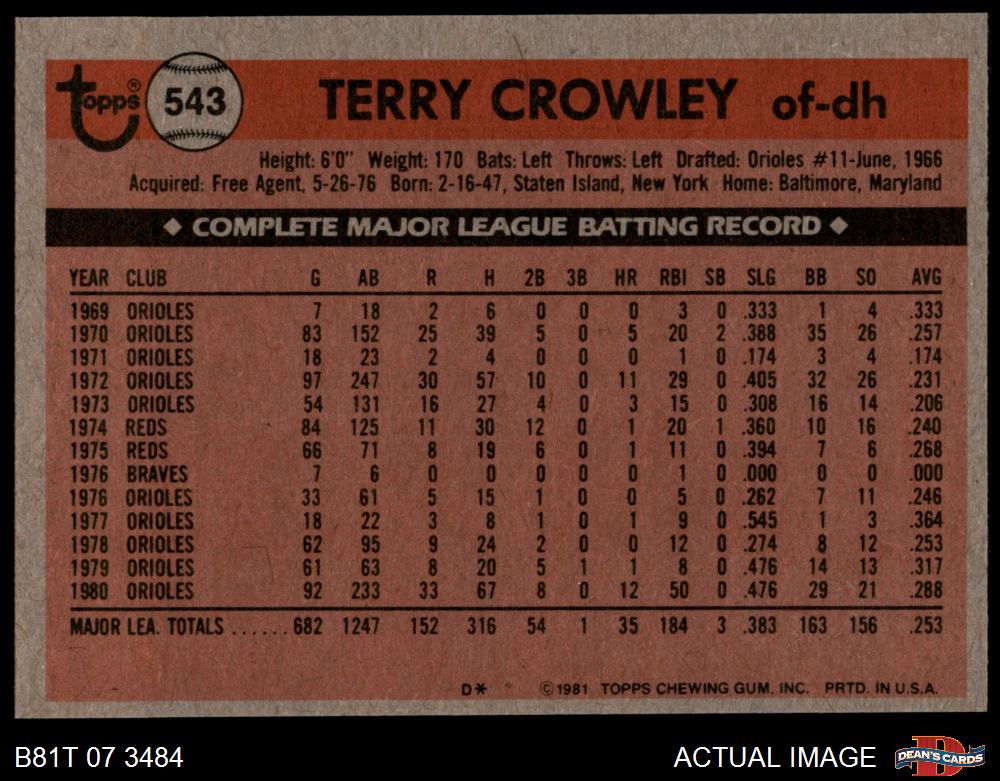 Topps® 543 TERRY CROWLEY of-dh
Height: 6'0" Weight: 170 Bats: Left Throws: Left Drafted: Orioles #11-June, 1966
Acquired: Free Agent, 5-26-76 Born: 2-16-47, Staten Island, New York Home: Baltimore, Maryland
◆ COMPLETE MAJOR LEAGUE BATTING RECORD ◆
YEAR CLUB G AB R H 2B 3B HR RBI SB SLG BB SO AVG
1969 ORIOLES 7 18 2 6 0 0 0 3 0 .333 1 4 .333
1970 ORIOLES 83 152 25 39 5 0 5 20 2 .388 35 26 .257
1971 ORIOLES 18 23 2 4 0 0 0 1 0 .174 3 4 .174
1972 ORIOLES 97 247 30 57 10 0 11 29 0 .405 32 26 .231
1973 ORIOLES 54 131 16 27 4 0 3 15 0 .308 16 14 .206
1974 REDS 84 125 11 30 12 0 1 20 1 .360 10 16 .240
1975 REDS 66 71 8 19 6 0 1 11 0 .394 7 6 .268
1976 BRAVES 7 6 0 0 0 0 0 1 0 .000 0 0 .000
1976 ORIOLES 33 61 5 15 1 0 0 5 0 .262 7 11 .246
1977 ORIOLES 18 22 3 8 1 0 1 9 0 .545 1 3 .364
1978 ORIOLES 62 95 9 24 2 0 0 12 0 .274 8 12 .253
1979 ORIOLES 61 63 8 20 5 1 1 8 0 .476 14 13 .317
1980 ORIOLES 92 233 33 67 8 0 12 50 0 .476 29 21 .288
MAJOR LEA. TOTALS ...... 682 1247 152 316 54 1 35 184 3 .383 163 156 .253
D* ©1981 TOPPS CHEWING GUM, INC. PRTD. IN U.S.A.
B81T 07 3484 ACTUAL IMAGE D DEAN'S CARDS